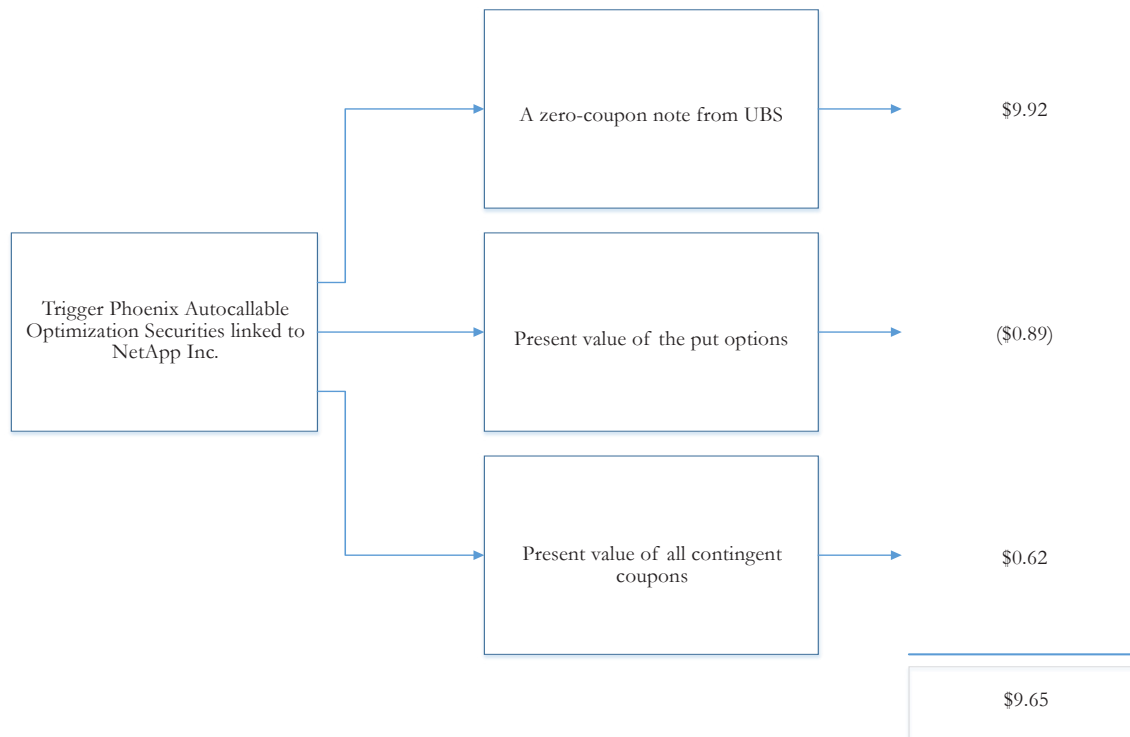 A zero-coupon note from UBS
$9.92
Trigger Phoenix Autocallable
Optimization Securities linked to
NetApp Inc.
Present value of the put options
($0.89)
Present value of all contingent
coupons
$0.62
$9.65